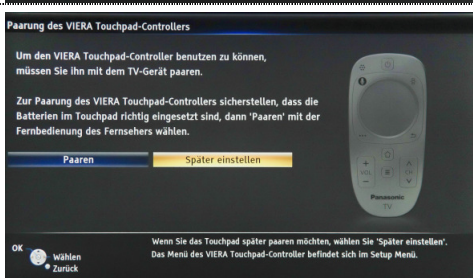 Paarung des VIERA Touchpad-Controllers
Um den VIERA Touchpad-Controller benutzen zu können,
müssen Sie ihn mit dem TV-Gerät paaren.
Zur Paarung des VIERA Touchpad-Controllers sicherstellen, dass die
Batterien im Touchpad richtig eingesetzt sind, dann 'Paaren' mit der
Fernbedienung des Fernsehers wählen.
Paaren
Später einstellen
+
VOL
−
CH
Panasonic
TV
OK
Wählen
Zurück
Wenn Sie das Touchpad später paaren möchten, wählen Sie 'Später einstellen'.
Das Menü des VIERA Touchpad-Controller befindet sich im Setup Menü.